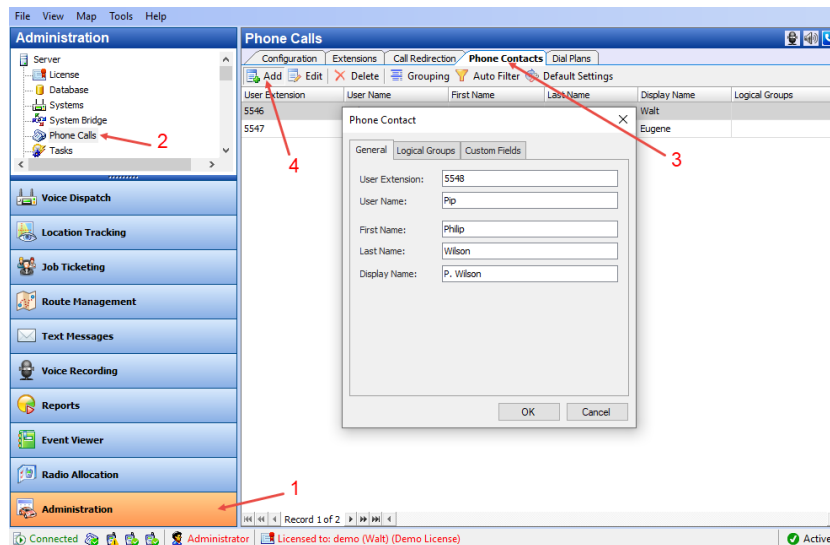 File View Map Tools Help
Administration
Phone Calls
Server
License
Database
Systems
System Bridge
Phone Calls
Tasks
2
Configuration Extensions Call Redirection Phone Contacts Dial Plans
Add Edit Delete Grouping Auto Filter Default Settings
User Extension User Name First Name Last Name Display Name Logical Groups
5546 Walt
5547 Eugene
4
3
Phone Contact
General Logical Groups Custom Fields
User Extension: 5548
User Name: Pip
First Name: Philip
Last Name: Wilson
Display Name: P. Wilson
OK Cancel
Voice Dispatch
Location Tracking
Job Ticketing
Route Management
Text Messages
Voice Recording
Reports
Event Viewer
Radio Allocation
Administration
1
Record 1 of 2
Connected Administrator Licensed to: demo (Walt) (Demo License) Active